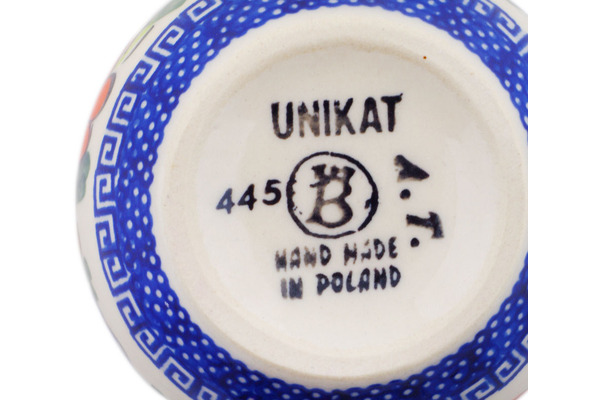 UNIKAT
445 B A.T.
HAND MADE
IN POLAND